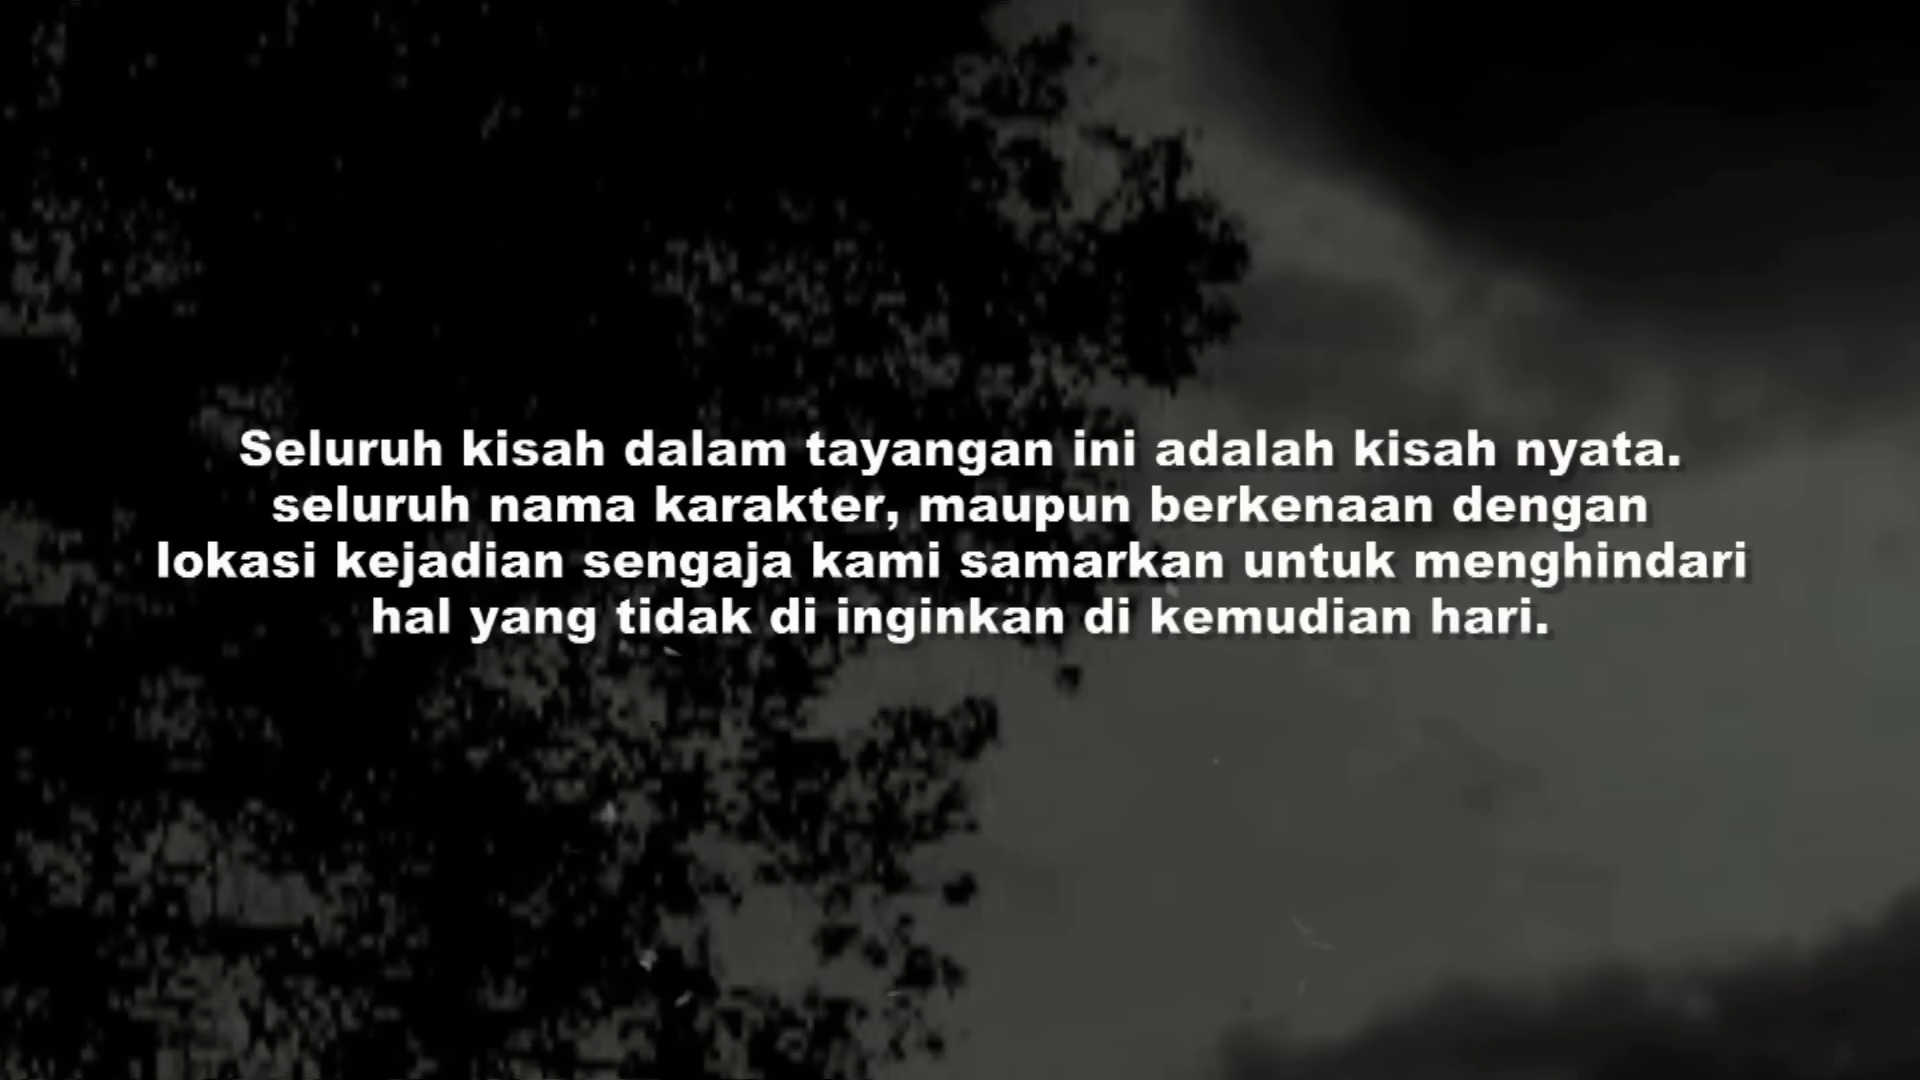 Seluruh kisah dalam tayangan ini adalah kisah nyata.
seluruh nama karakter, maupun berkenaan dengan
lokasi kejadian sengaja kami samarkan untuk menghindari
hal yang tidak di inginkan di kemudian hari.